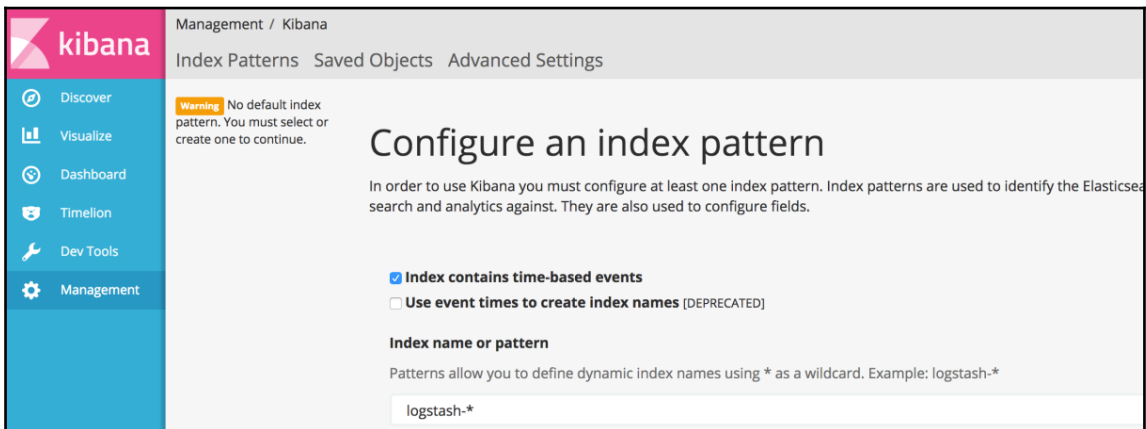 kibana
Discover
Visualize
Dashboard
Timelion
Dev Tools
Management
Management / Kibana
Index Patterns Saved Objects Advanced Settings
Warning No default index
pattern. You must select or
create one to continue.
Configure an index pattern
In order to use Kibana you must configure at least one index pattern. Index patterns are used to identify the
search and analytics against. They are also used to configure fields.
Index contains time-based events
Use event times to create index names [DEPRECATED]
Index name or pattern
Patterns allow you to define dynamic index names using * as a wildcard. Example: logstash-*
logstash-*